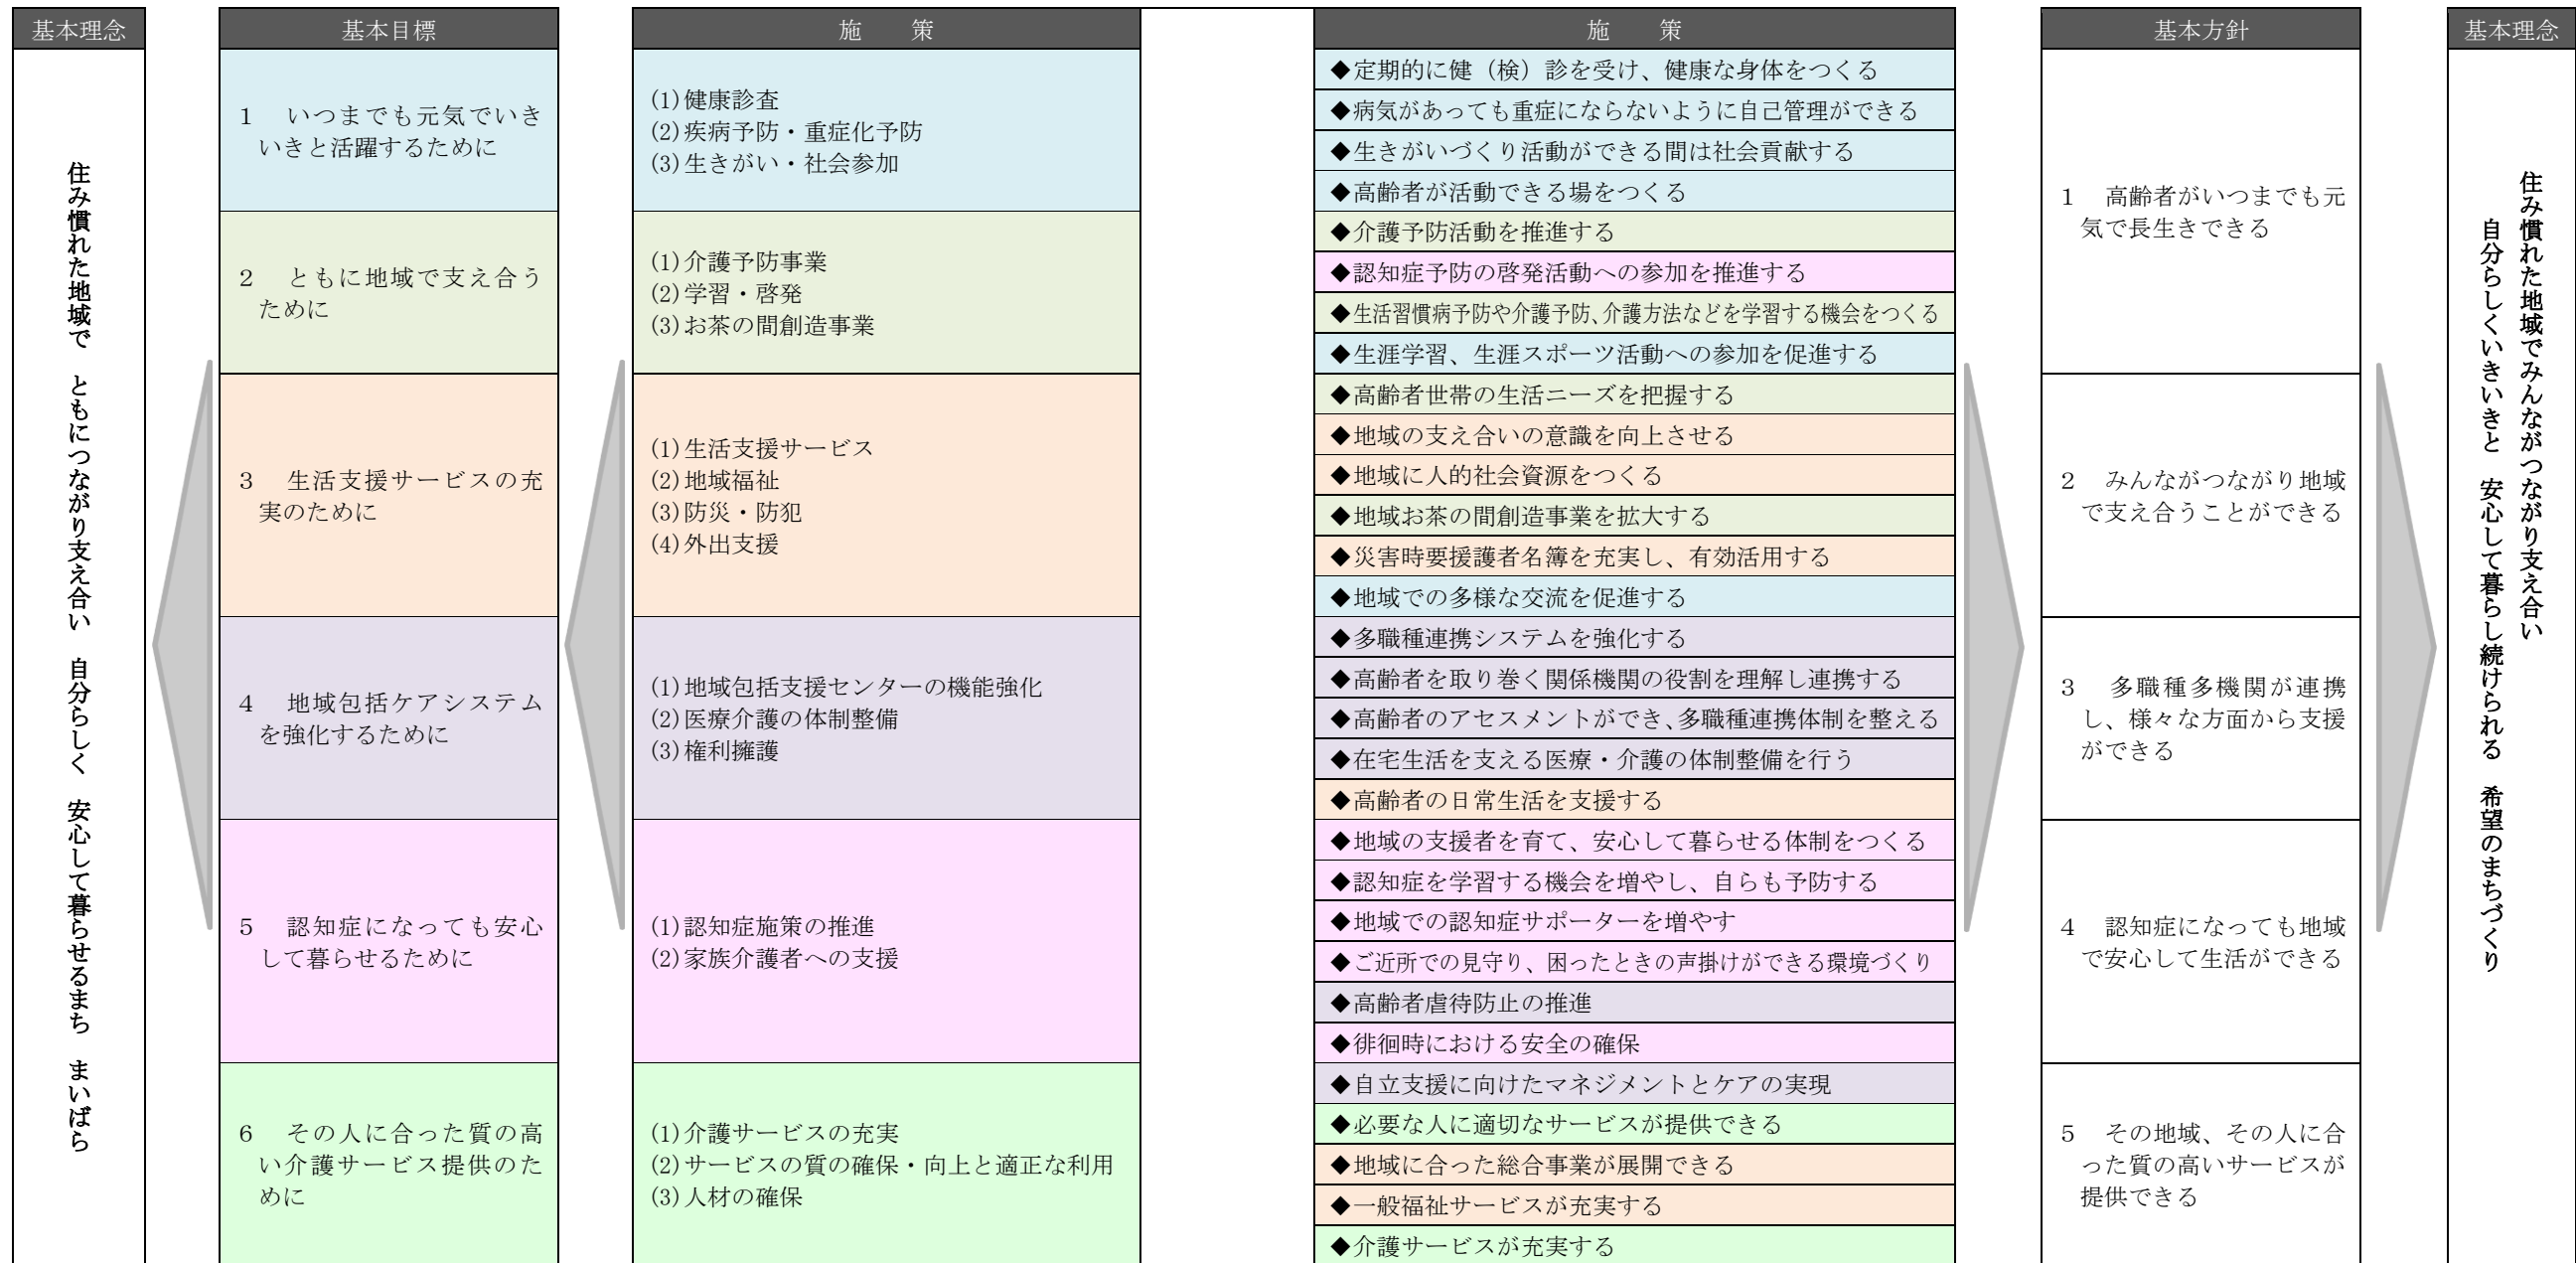 基本理念
住み慣れた地域で　ともにつながり支え合い　自分らしく　安心して暮らせるまち　まいばら
基本目標
1　いつまでも元気でいき
いきと活躍するために
2　ともに地域で支え合う
ために
3　生活支援サービスの充
実のために
4　地域包括ケアシステム
を強化するために
5　認知症になっても安心
して暮らせるために
6　その人に合った質の高
い介護サービス提供のた
めに
施　　策
(1)健康診査
(2)疾病予防・重症化予防
(3)生きがい・社会参加
(1)介護予防事業
(2)学習・啓発
(3)お茶の間創造事業
(1)生活支援サービス
(2)地域福祉
(3)防災・防犯
(4)外出支援
(1)地域包括支援センターの機能強化
(2)医療介護の体制整備
(3)権利擁護
(1)認知症施策の推進
(2)家族介護者への支援
(1)介護サービスの充実
(2)サービスの質の確保・向上と適正な利用
(3)人材の確保
施　　策
◆定期的に健（検）診を受け、健康な身体をつくる
◆病気があっても重症にならないように自己管理ができる
◆生きがいづくり活動ができる間は社会貢献する
◆高齢者が活動できる場をつくる
◆介護予防活動を推進する
◆認知症予防の啓発活動への参加を推進する
◆生活習慣病予防や介護予防、介護方法などを学習する機会をつくる
◆生涯学習、生涯スポーツ活動への参加を促進する
◆高齢者世帯の生活ニーズを把握する
◆地域の支え合いの意識を向上させる
◆地域に人的社会資源をつくる
◆地域お茶の間創造事業を拡大する
◆災害時要援護者名簿を充実し、有効活用する
◆地域での多様な交流を促進する
◆多職種連携システムを強化する
◆高齢者を取り巻く関係機関の役割を理解し連携する
◆高齢者のアセスメントができ、多職種連携体制を整える
◆在宅生活を支える医療・介護の体制整備を行う
◆高齢者の日常生活を支援する
◆地域の支援者を育て、安心して暮らせる体制をつくる
◆認知症を学習する機会を増やし、自らも予防する
◆地域での認知症サポーターを増やす
◆ご近所での見守り、困ったときの声掛けができる環境づくり
◆高齢者虐待防止の推進
◆徘徊時における安全の確保
◆自立支援に向けたマネジメントとケアの実現
◆必要な人に適切なサービスが提供できる
◆地域に合った総合事業が展開できる
◆一般福祉サービスが充実する
◆介護サービスが充実する
基本方針
1　高齢者がいつまでも元
気で長生きできる
2　みんながつながり地域
で支え合うことができる
3　多職種多機関が連携
し、様々な方面から支援
ができる
4　認知症になっても地域
で安心して生活ができる
5　その地域、その人に合
った質の高いサービスが
提供できる
基本理念
住み慣れた地域でみんながつながり支え合い
自分らしくいきいきと　安心して暮らし続けられる　希望のまちづくり